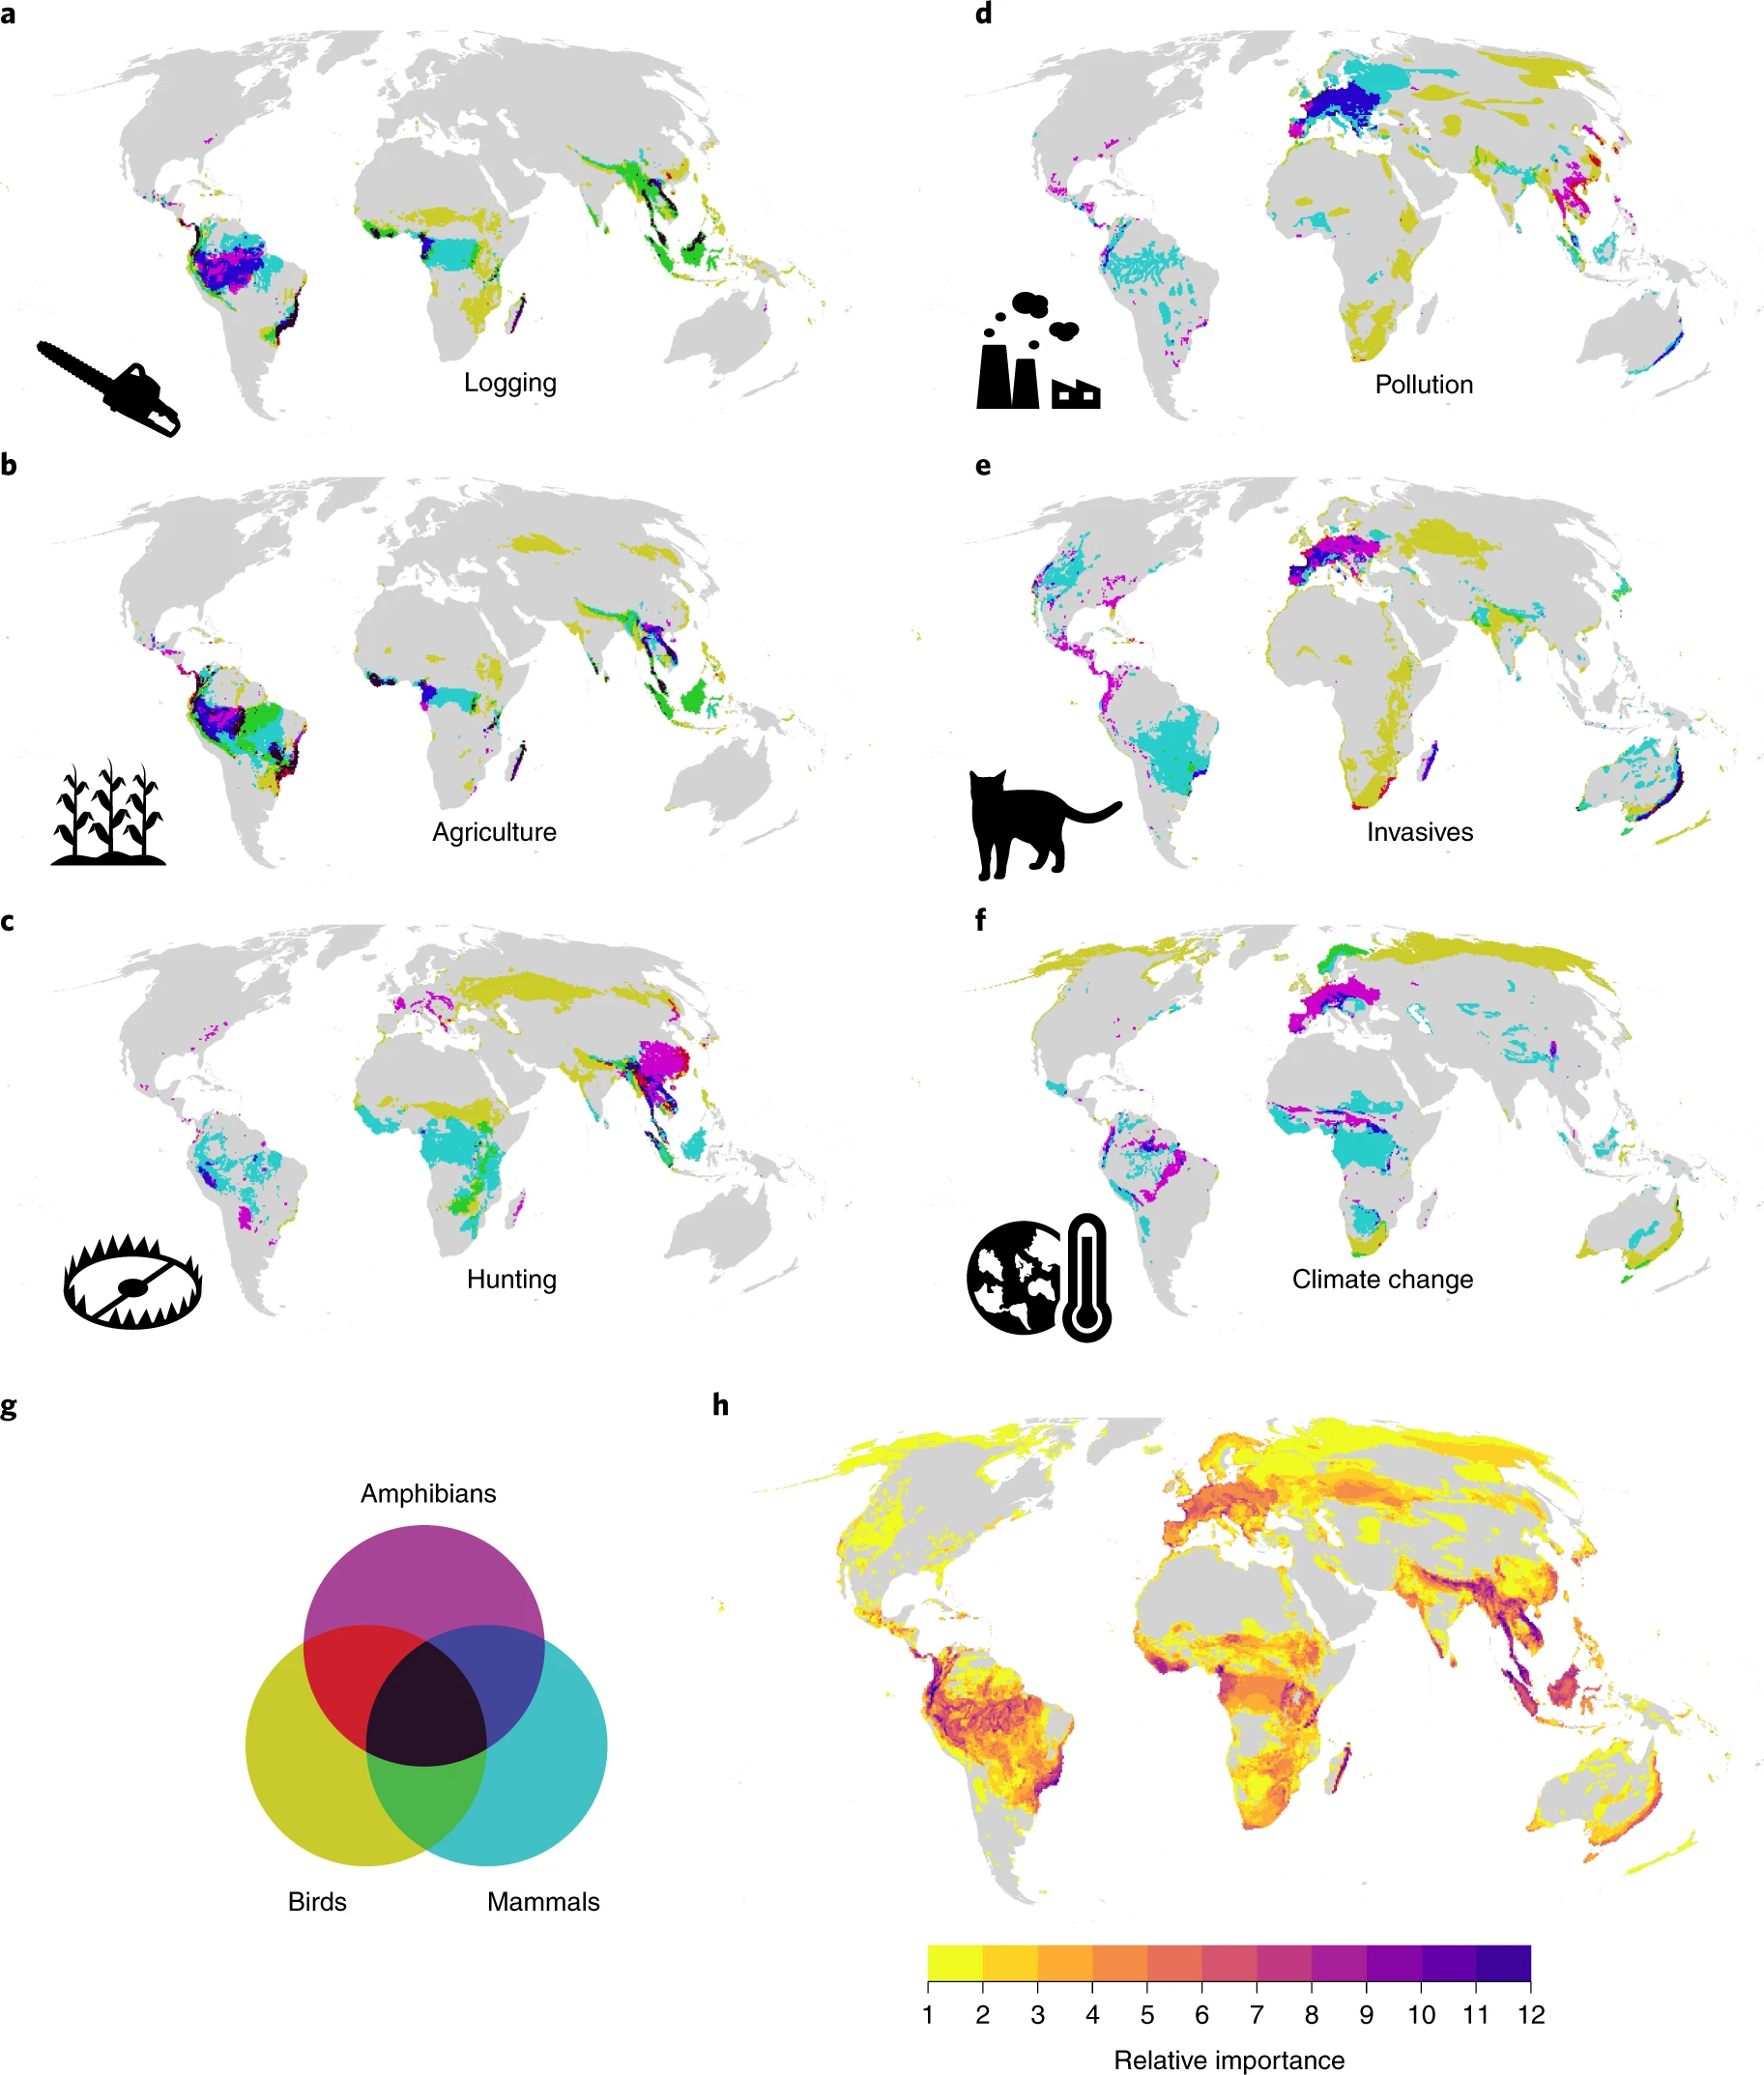 a
Logging
d
Pollution
b
Agriculture
e
Invasives
c
Hunting
f
Climate change
g
Amphibians
Birds
Mammals
h
1 2 3 4 5 6 7 8 9 10 11 12
Relative importance